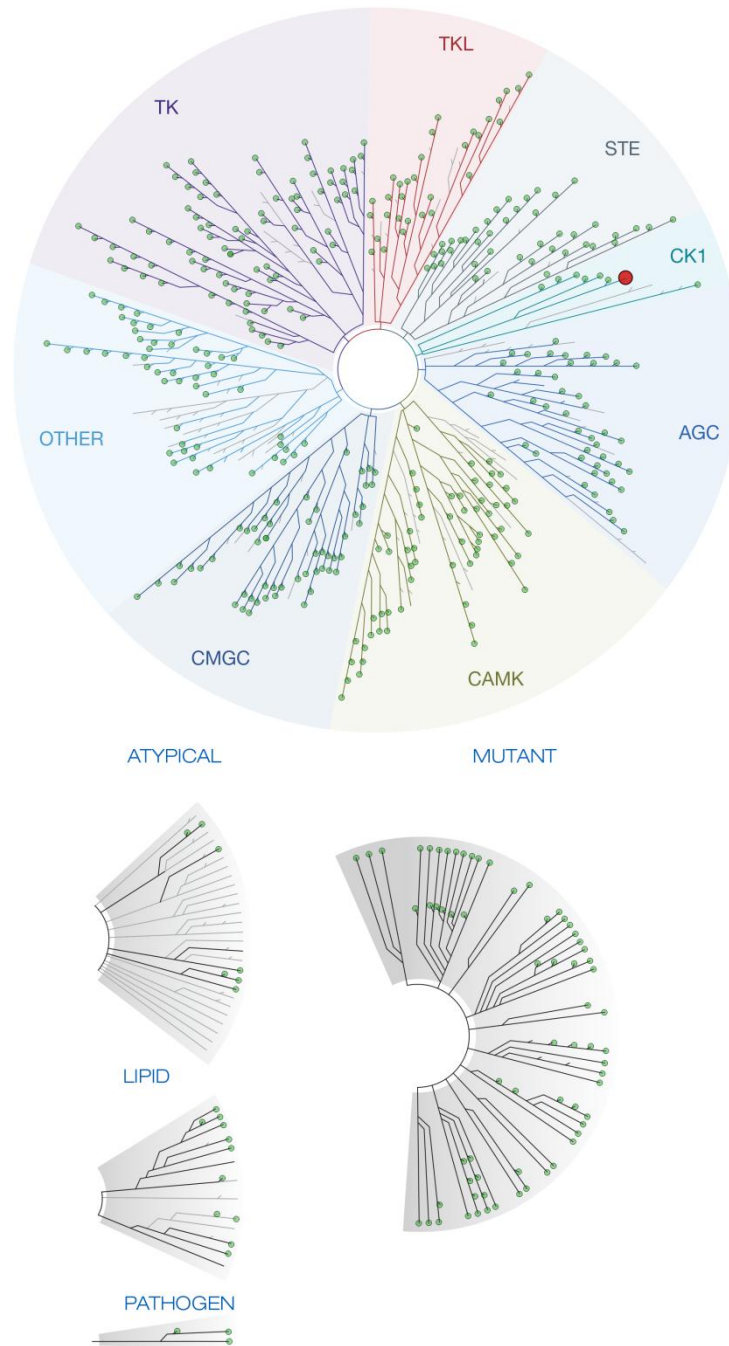 TKL
TK
STE
CK1
OTHER
AGC
CMGC
CAMK
ATYPICAL
MUTANT
LIPID
PATHOGEN